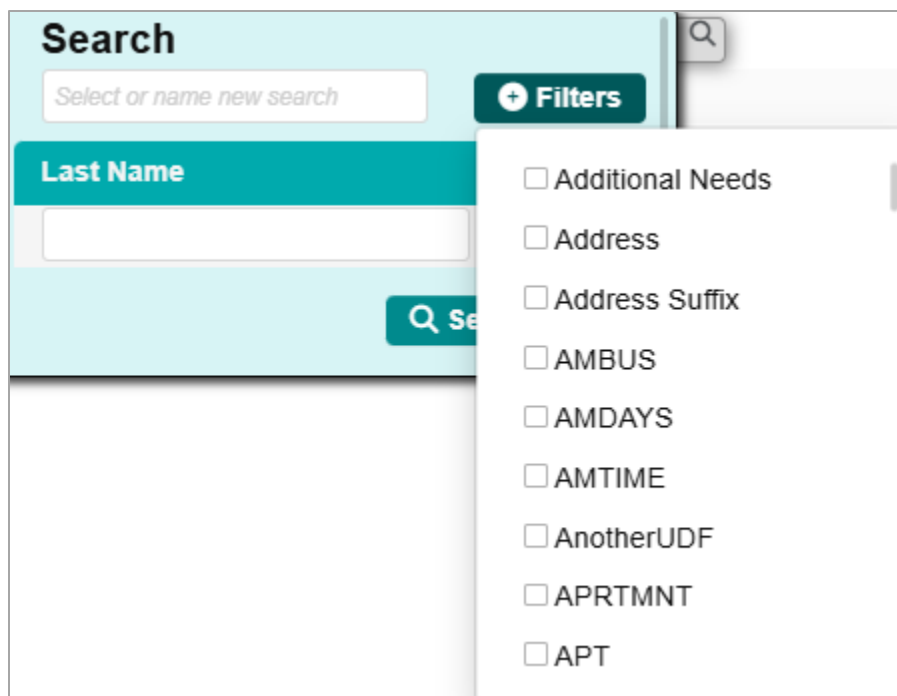 Search
Select or name new search
Filters
Last Name
Se
Additional Needs
Address
Address Suffix
AMBUS
AMDAYS
AMTIME
AnotherUDF
APRTMNT
APT